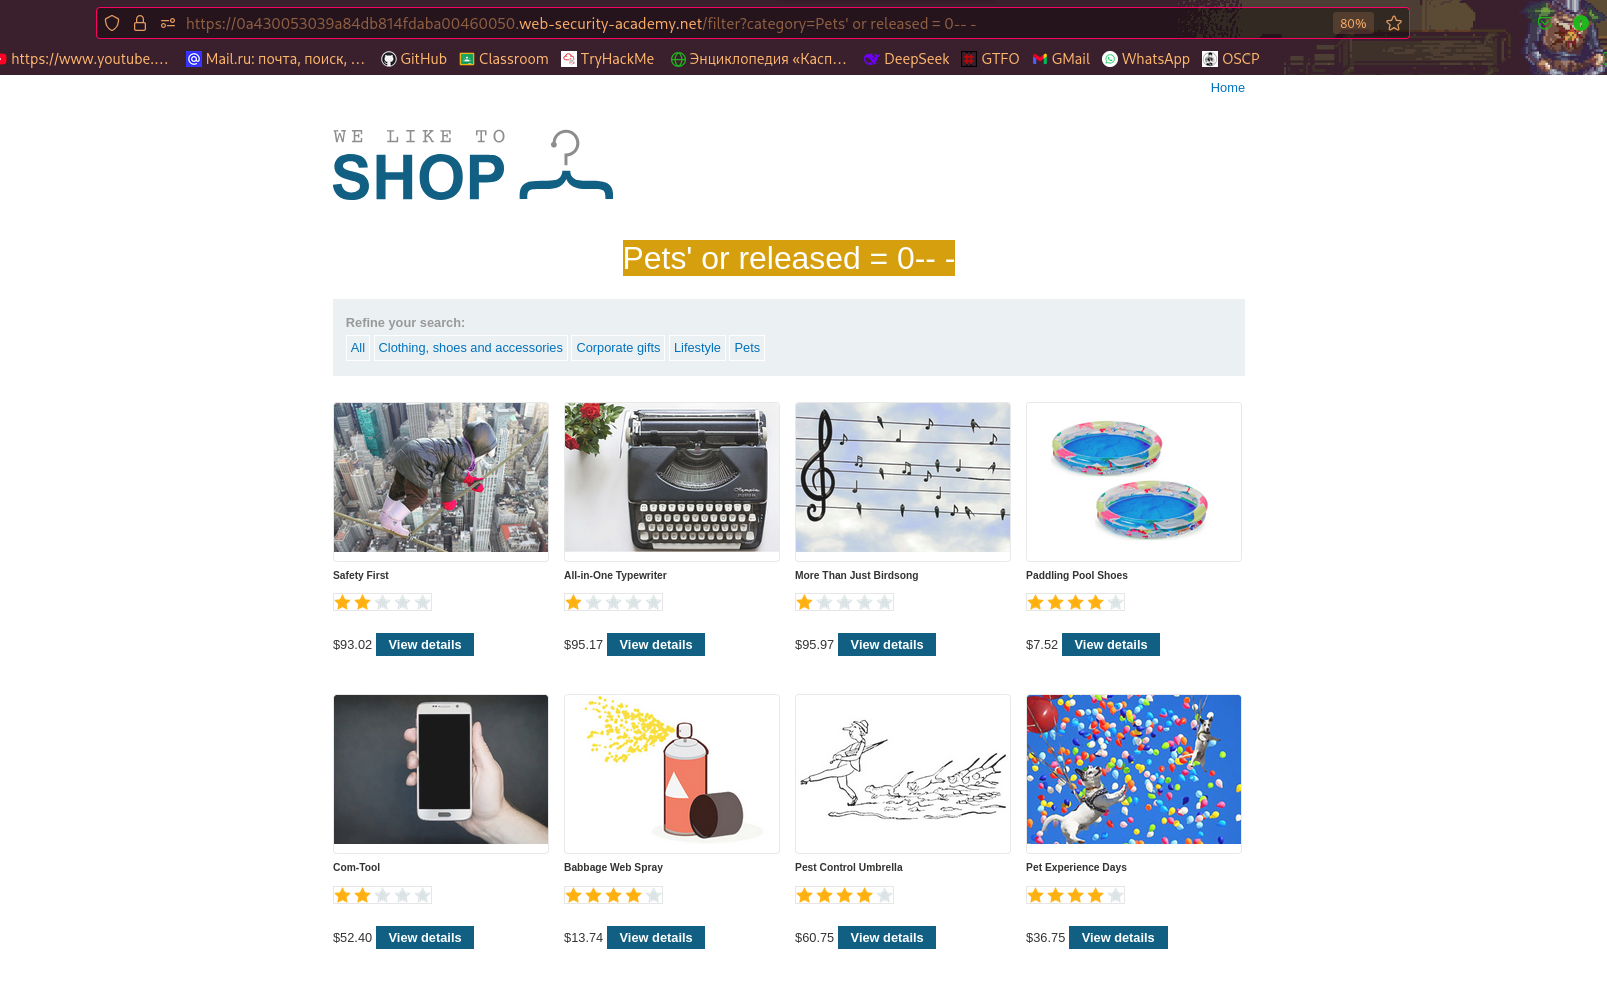 https://0a430053039a84db814fdaba00460050.web-security-academy.net/filter?category=Pets' or released = 0-- - 80%
https://www.youtube.... Mail.ru: почта, поиск, ... GitHub Classroom TryHackMe Энциклопедия «Касп... DeepSeek GTFO GMail WhatsApp OSCP
Home
WE LIKE TO
SHOP
Pets' or released = 0-- -
Refine your search:
All Clothing, shoes and accessories Corporate gifts Lifestyle Pets
Safety First All-in-One Typewriter More Than Just Birdsong Paddling Pool Shoes
$93.02 View details $95.17 View details $95.97 View details $7.52 View details
Com-Tool Babbage Web Spray Pest Control Umbrella Pet Experience Days
$52.40 View details $13.74 View details $60.75 View details $36.75 View details